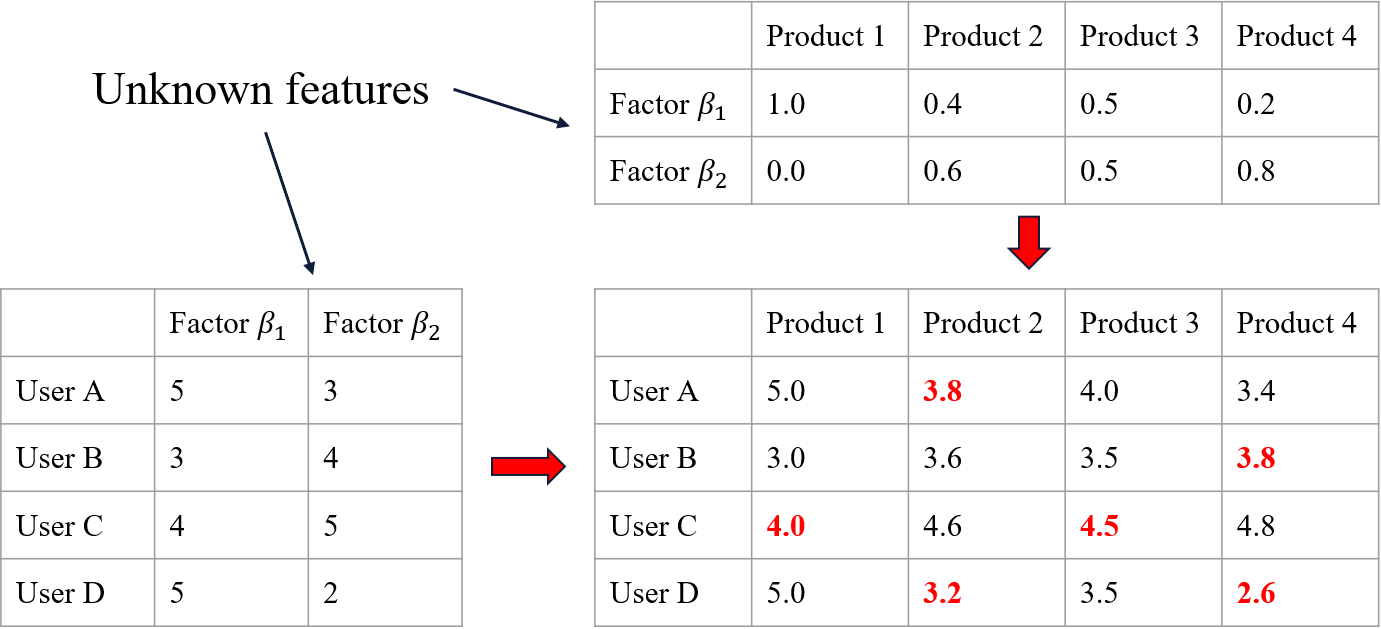 Product 1 Product 2 Product 3 Product 4
Unknown features
Factor β₁ 1.0 0.4 0.5 0.2
Factor β₂ 0.0 0.6 0.5 0.8
Factor β₁ Factor β₂
User A 5 3
User B 3 4
User C 4 5
User D 5 2
Product 1 Product 2 Product 3 Product 4
User A 5.0 3.8 4.0 3.4
User B 3.0 3.6 3.5 3.8
User C 4.0 4.6 4.5 4.8
User D 5.0 3.2 3.5 2.6